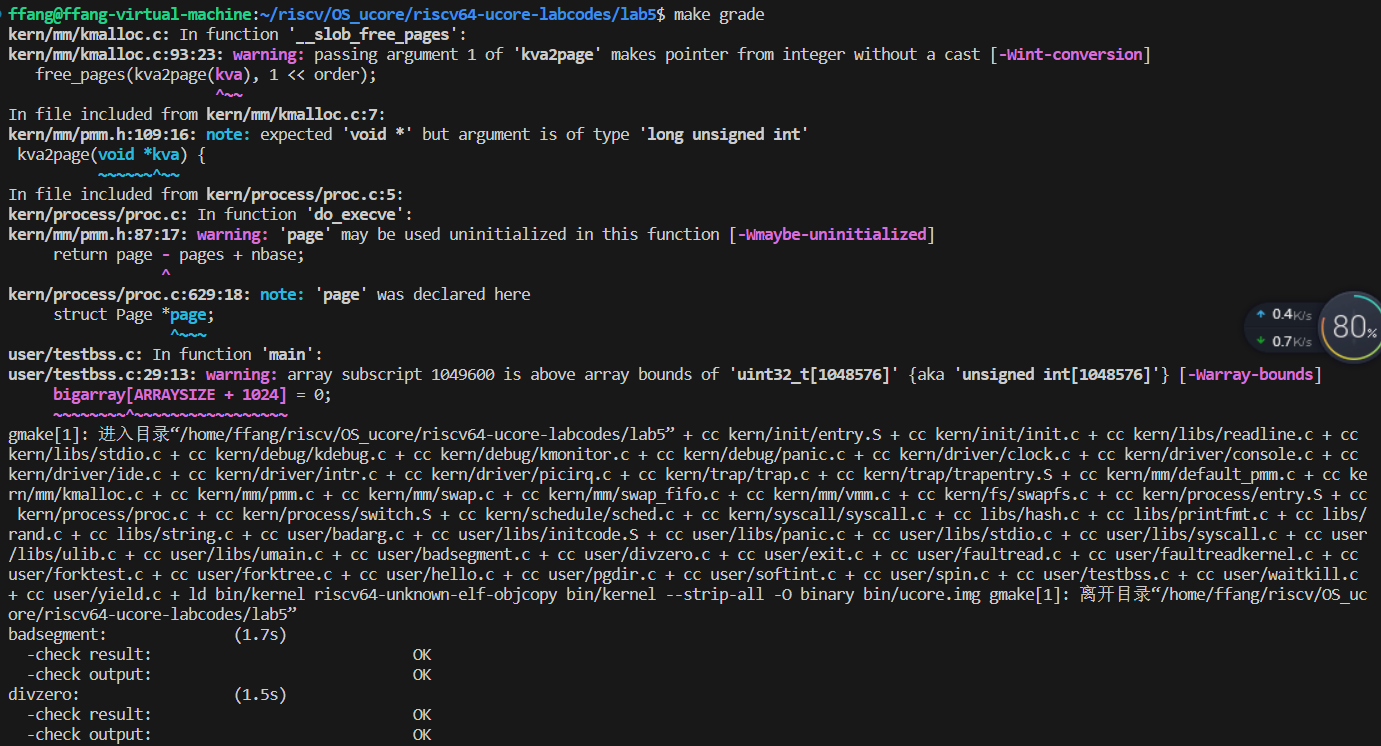 ffang@ffang-virtual-machine:~/riscv/OS_ucore/riscv64-ucore-labcodes/lab5$ make grade
kern/mm/kmalloc.c: In function '__slob_free_pages':
kern/mm/kmalloc.c:93:23: warning: passing argument 1 of 'kva2page' makes pointer from integer without a cast [-Wint-conversion]
   free_pages(kva2page(kva), 1 << order);
                       ^~~
In file included from kern/mm/kmalloc.c:7:
kern/mm/pmm.h:109:16: note: expected 'void *' but argument is of type 'long unsigned int'
 kva2page(void *kva) {
          ~~~~~~^~~
In file included from kern/process/proc.c:5:
kern/process/proc.c: In function 'do_execve':
kern/mm/pmm.h:87:17: warning: 'page' may be used uninitialized in this function [-Wmaybe-uninitialized]
     return page - pages + nbase;
                 ^
kern/process/proc.c:629:18: note: 'page' was declared here
     struct Page *page;
                  ^~~~
user/testbss.c: In function 'main':
user/testbss.c:29:13: warning: array subscript 1049600 is above array bounds of 'uint32_t[1048576]' {aka 'unsigned int[1048576]'} [-Warray-bounds]
     bigarray[ARRAYSIZE + 1024] = 0;
     ~~~~~~~~^~~~~~~~~~~~~~~~~~
gmake[1]: 进入目录“/home/ffang/riscv/OS_ucore/riscv64-ucore-labcodes/lab5” + cc kern/init/entry.S + cc kern/init/init.c + cc kern/libs/readline.c + cc
kern/libs/stdio.c + cc kern/debug/kdebug.c + cc kern/debug/kmonitor.c + cc kern/debug/panic.c + cc kern/driver/clock.c + cc kern/driver/console.c + cc
kern/driver/ide.c + cc kern/driver/intr.c + cc kern/driver/picirq.c + cc kern/trap/trap.c + cc kern/trap/trapentry.S + cc kern/mm/default_pmm.c + cc ke
rn/mm/kmalloc.c + cc kern/mm/pmm.c + cc kern/mm/swap.c + cc kern/mm/swap_fifo.c + cc kern/mm/vmm.c + cc kern/fs/swapfs.c + cc kern/process/entry.S + cc
 kern/process/proc.c + cc kern/process/switch.S + cc kern/schedule/sched.c + cc kern/syscall/syscall.c + cc libs/hash.c + cc libs/printfmt.c + cc libs/
rand.c + cc libs/string.c + cc user/badarg.c + cc user/libs/initcode.S + cc user/libs/panic.c + cc user/libs/stdio.c + cc user/libs/syscall.c + cc user
/libs/ulib.c + cc user/libs/umain.c + cc user/badsegment.c + cc user/divzero.c + cc user/exit.c + cc user/faultread.c + cc user/faultreadkernel.c + cc
user/forktest.c + cc user/forktree.c + cc user/hello.c + cc user/pgdir.c + cc user/softint.c + cc user/spin.c + cc user/testbss.c + cc user/waitkill.c
+ cc user/yield.c + ld bin/kernel riscv64-unknown-elf-objcopy bin/kernel --strip-all -O binary bin/ucore.img gmake[1]: 离开目录“/home/ffang/riscv/OS_uc
ore/riscv64-ucore-labcodes/lab5”
badsegment:              (1.7s)
  -check result:                             OK
  -check output:                             OK
divzero:                 (1.5s)
  -check result:                             OK
  -check output:                             OK
0.4K/s
0.7K/s
80%